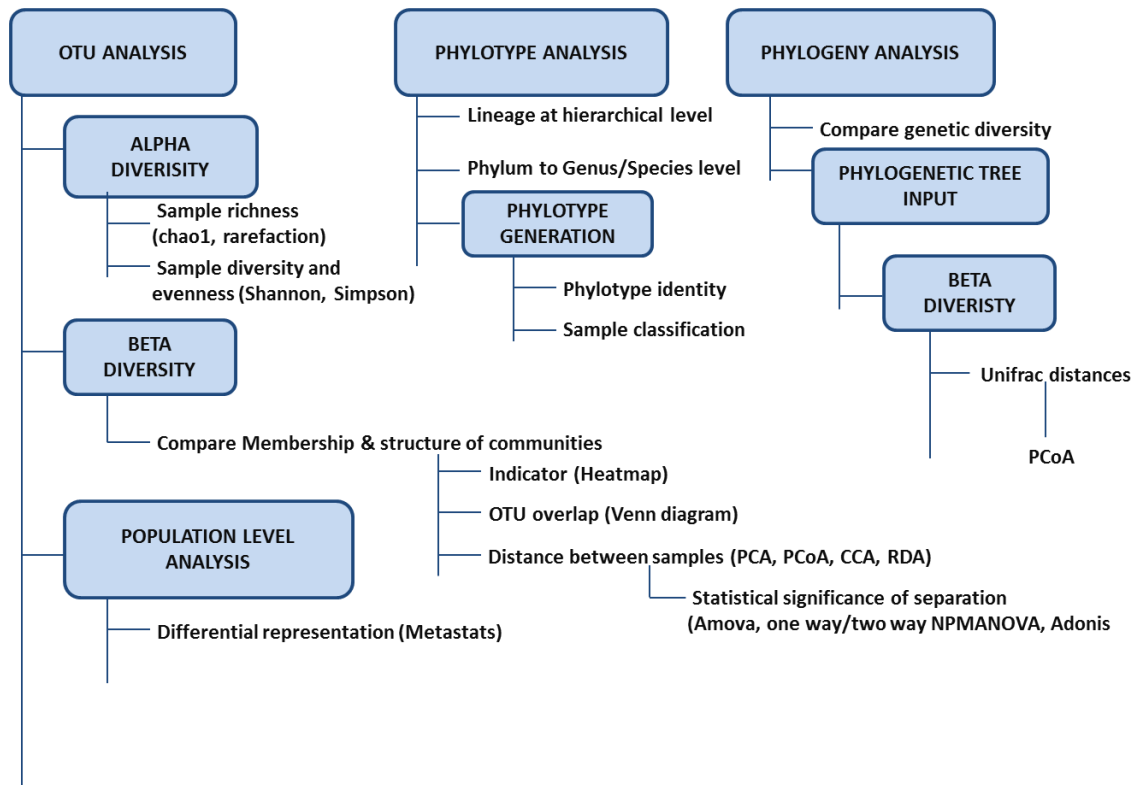 OTU ANALYSIS
ALPHA
DIVERISITY
Sample richness
(chao1, rarefaction)
Sample diversity and
evenness (Shannon, Simpson)
BETA
DIVERSITY
Compare Membership & structure of communities
Indicator (Heatmap)
OTU overlap (Venn diagram)
Distance between samples (PCA, PCoA, CCA, RDA)
Statistical significance of separation
(Amova, one way/two way NPMANOVA, Adonis
POPULATION LEVEL
ANALYSIS
Differential representation (Metastats)
PHYLOTYPE ANALYSIS
Lineage at hierarchical level
Phylum to Genus/Species level
PHYLOTYPE
GENERATION
Phylotype identity
Sample classification
PHYLOGENY ANALYSIS
Compare genetic diversity
PHYLOGENETIC TREE
INPUT
BETA
DIVERISTY
Unifrac distances
PCoA